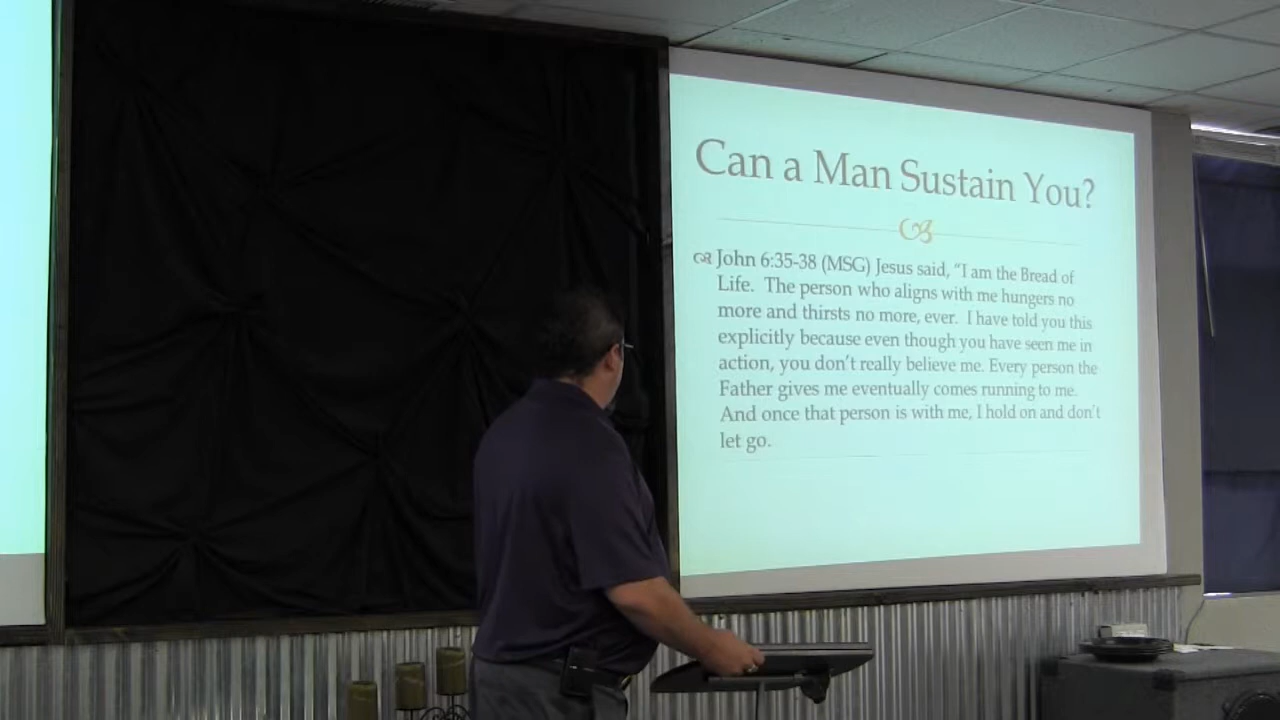 Can a Man Sustain You?
John 6:35-38 (MSG) Jesus said, “I am the Bread of
Life. The person who aligns with me hungers no
more and thirsts no more, ever. I have told you this
explicitly because even though you have seen me in
action, you don’t really believe me. Every person the
Father gives me eventually comes running to me.
And once that person is with me, I hold on and don’t
let go.